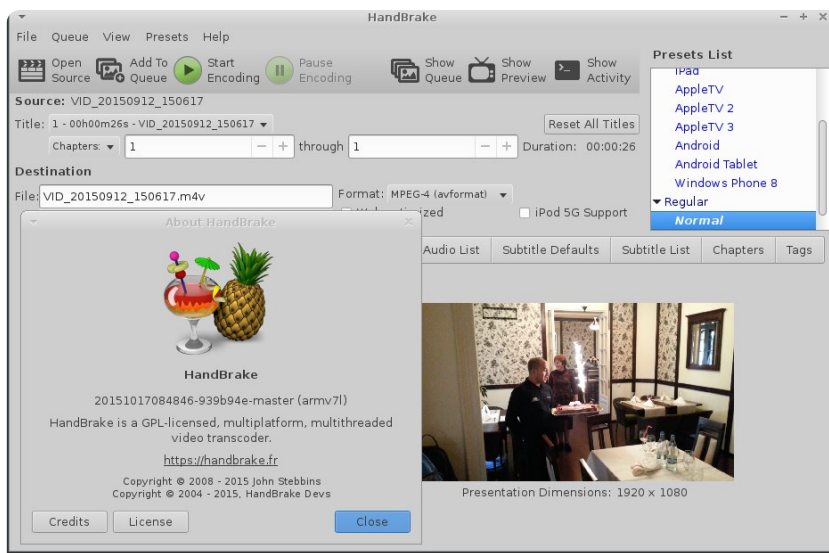 HandBrake
File Queue View Presets Help
Open Source
Add To Queue
Start Encoding
Pause Encoding
Show Queue
Show Preview
Show Activity
Presets List
iPad
AppleTV
AppleTV 2
AppleTV 3
Android
Android Tablet
Windows Phone 8
Regular
Normal
Source: VID_20150912_150617
Title: 1 - 00h00m26s - VID_20150912_150617
Reset All Titles
Chapters: 1 through 1 Duration: 00:00:26
Destination
File: VID_20150912_150617.m4v
Format: MPEG-4 (avformat)
iPod 5G Support
Audio List
Subtitle Defaults
Subtitle List
Chapters
Tags
About HandBrake
HandBrake
20151017084846-939b94e-master (armv7l)
HandBrake is a GPL-licensed, multiplatform, multithreaded
video transcoder.
https://handbrake.fr
Copyright © 2008 - 2015 John Stebbins
Copyright © 2004 - 2015, HandBrake Devs
Credits
License
Close
Presentation Dimensions: 1920 x 1080